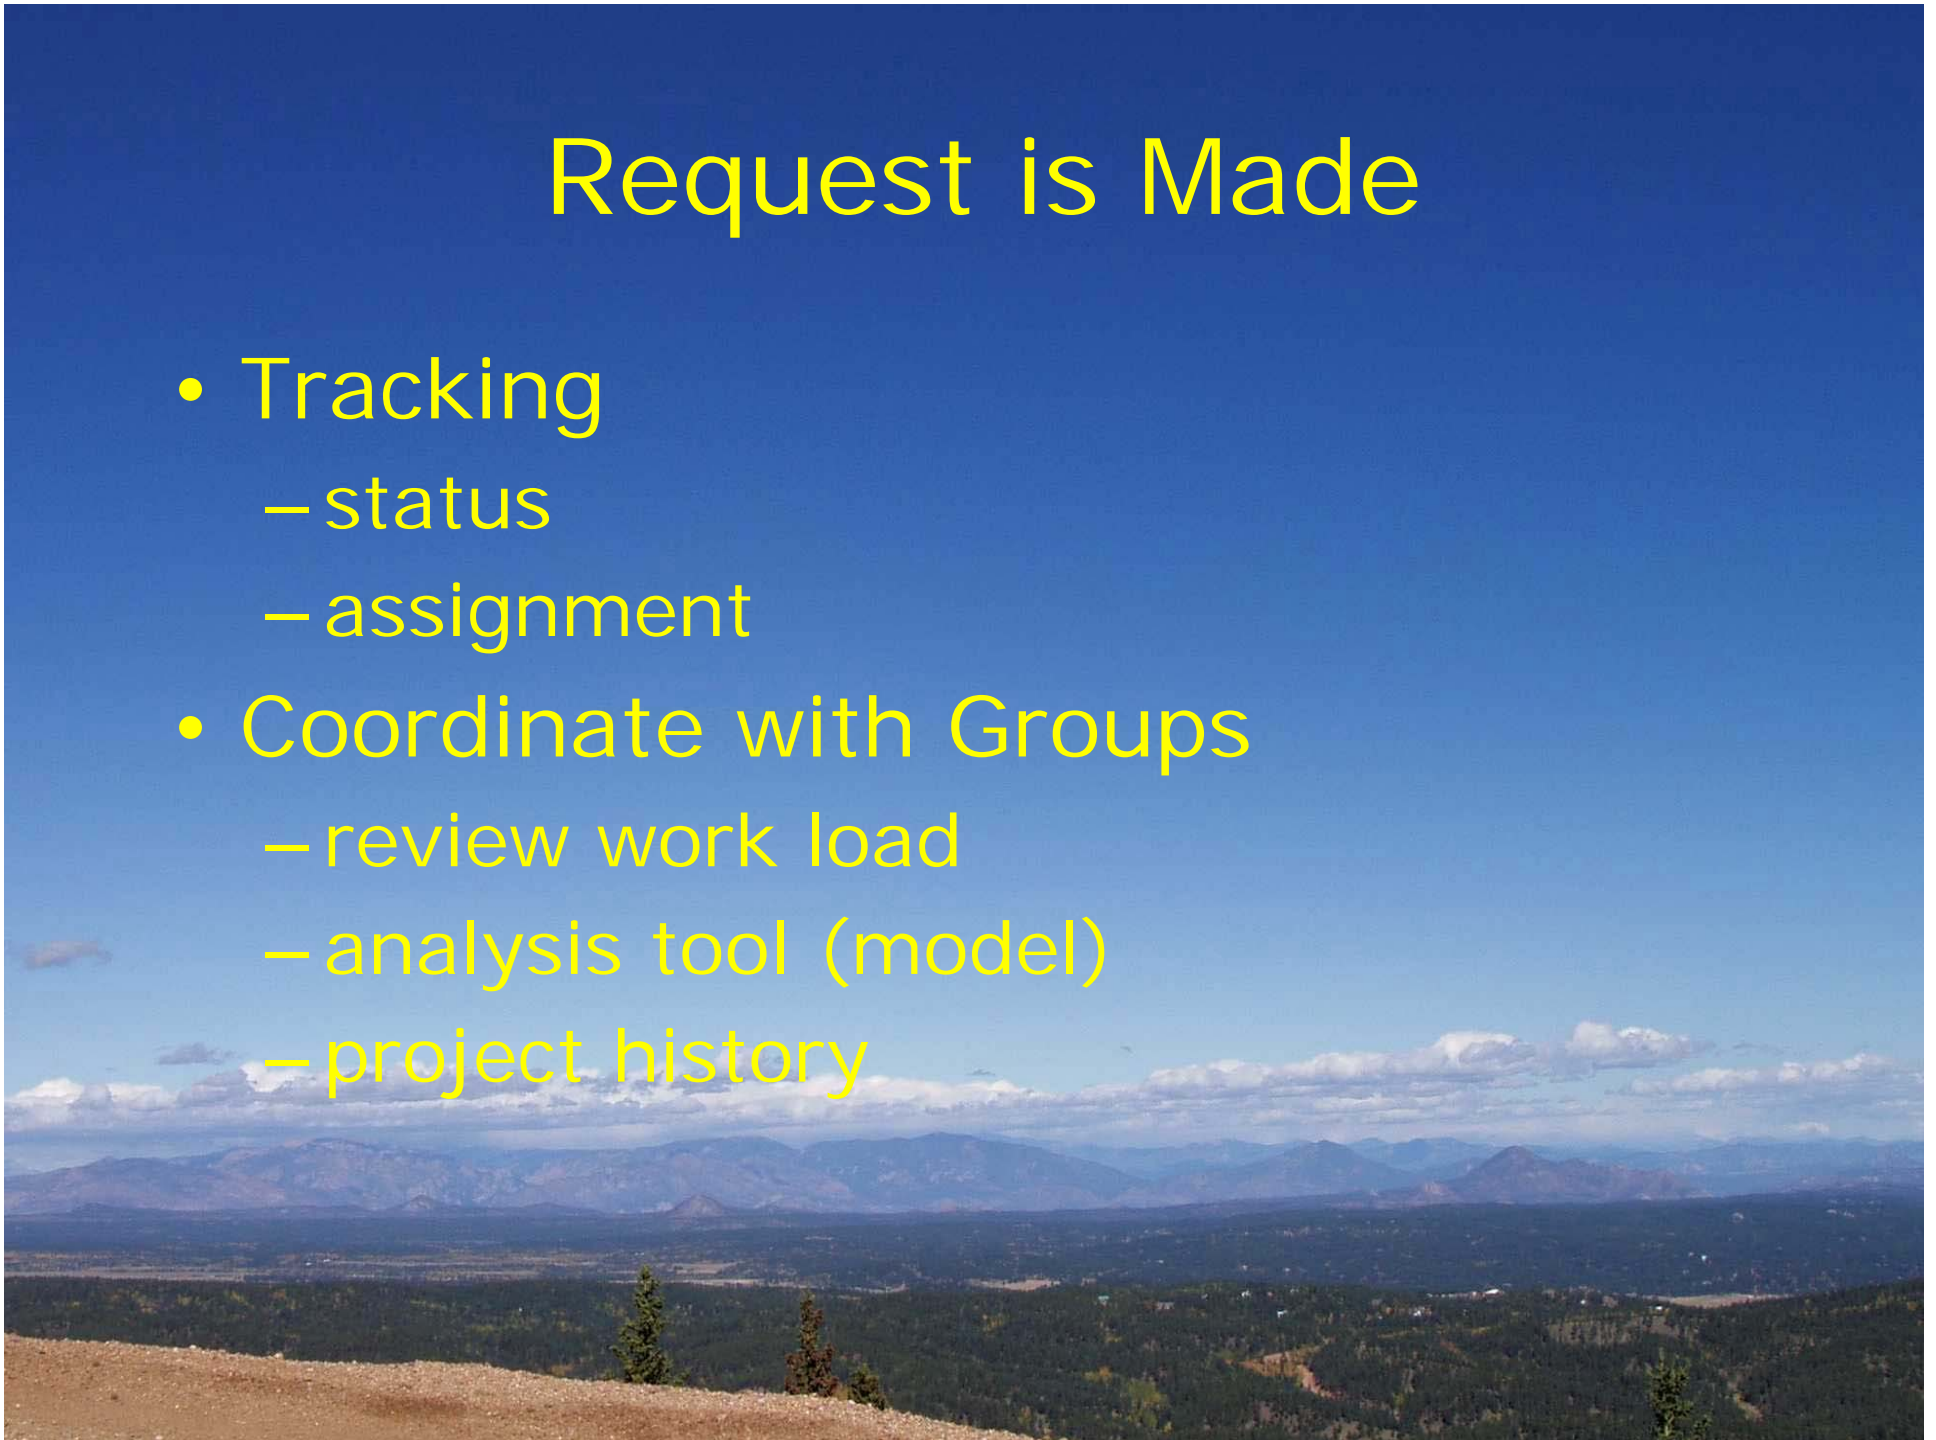 Request is Made
• Tracking
– status
– assignment
• Coordinate with Groups
– review work load
– analysis tool (model)
– project history